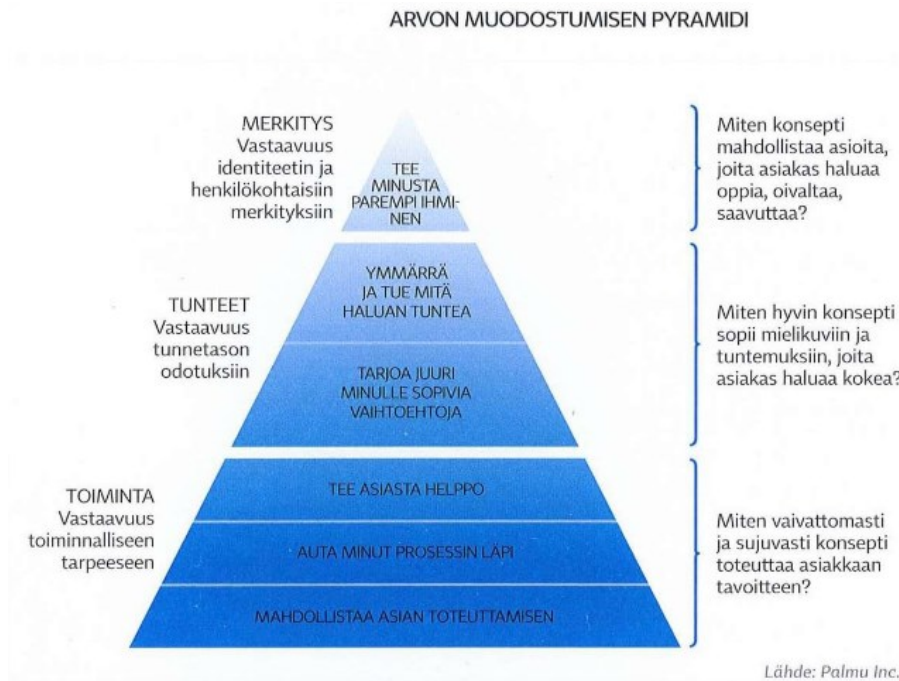 ARVON MUODOSTUMISEN PYRAMIDI
MERKITYS
Vastaavuus
identiteetin ja
henkilökohtaisiin
merkityksiin
TEE
MINUSTA
PAREMPI IHMI-
NEN
Miten konsepti
mahdollistaa asioita,
joita asiakas haluaa
oppia, oivaltaa,
saavuttaa?
TUNTEET
Vastaavuus
tunnetason
odotuksiin
YMMÄRRÄ
JA TUE MITÄ
HALUAN TUNTEA
TARJOA JUURI
MINULLE SOPIVIA
VAIHTOEHTOJA
Miten hyvin konsepti
sopii mielikuviin ja
tuntemuksiin, joita
asiakas haluaa kokea?
TOIMINTA
Vastaavuus
toiminnalliseen
tarpeeseen
TEE ASIASTA HELPPO
AUTA MINUT PROSESSIN LÄPI
MAHDOLLISTAA ASIAN TOTEUTTAMISEN
Miten vaivattomasti
ja sujuvasti konsepti
toteuttaa asiakkaan
tavoitteen?
Lähde: Palmu Inc.